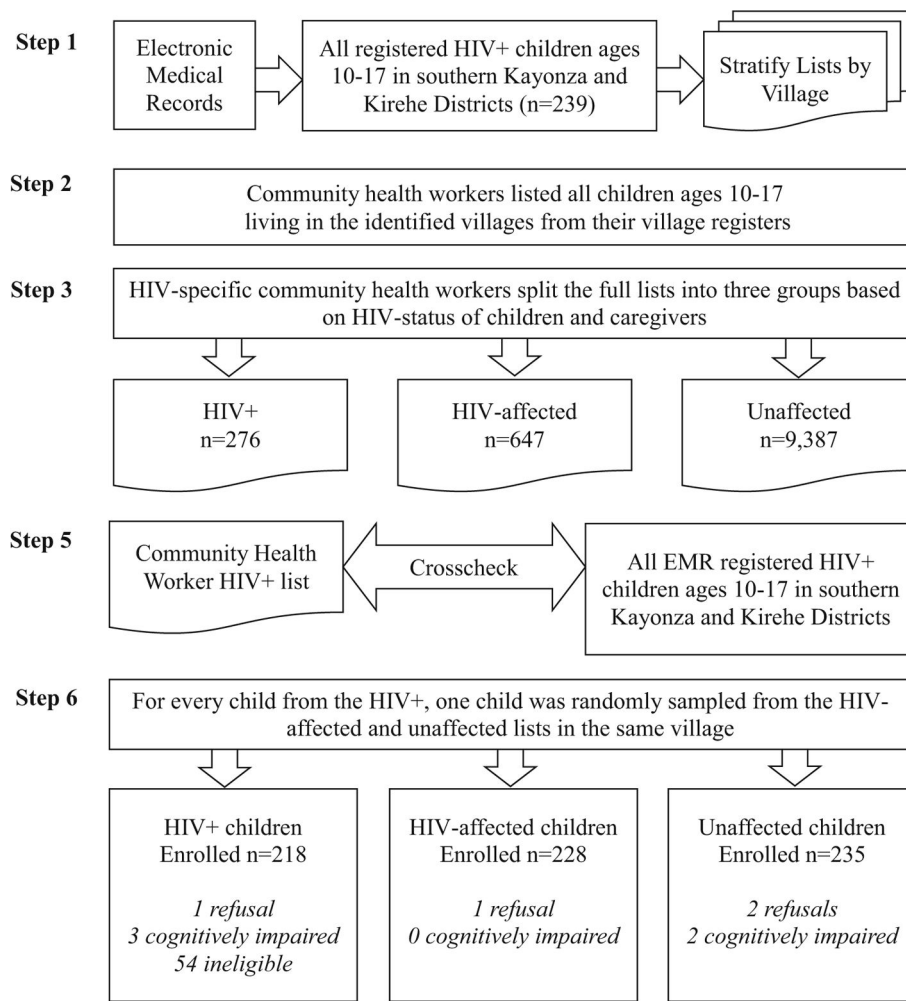 Step 1
Electronic
Medical
Records
All registered HIV+ children ages
10-17 in southern Kayonza and
Kirehe Districts (n=239)
Stratify Lists by
Village
Step 2
Community health workers listed all children ages 10-17
living in the identified villages from their village registers
Step 3
HIV-specific community health workers split the full lists into three groups based
on HIV-status of children and caregivers
HIV+
n=276
HIV-affected
n=647
Unaffected
n=9,387
Step 5
Community Health
Worker HIV+ list
Crosscheck
All EMR registered HIV+
children ages 10-17 in southern
Kayonza and Kirehe Districts
Step 6
For every child from the HIV+, one child was randomly sampled from the HIV-
affected and unaffected lists in the same village
HIV+ children
Enrolled n=218
1 refusal
3 cognitively impaired
54 ineligible
HIV-affected children
Enrolled n=228
1 refusal
0 cognitively impaired
Unaffected children
Enrolled n=235
2 refusals
2 cognitively impaired